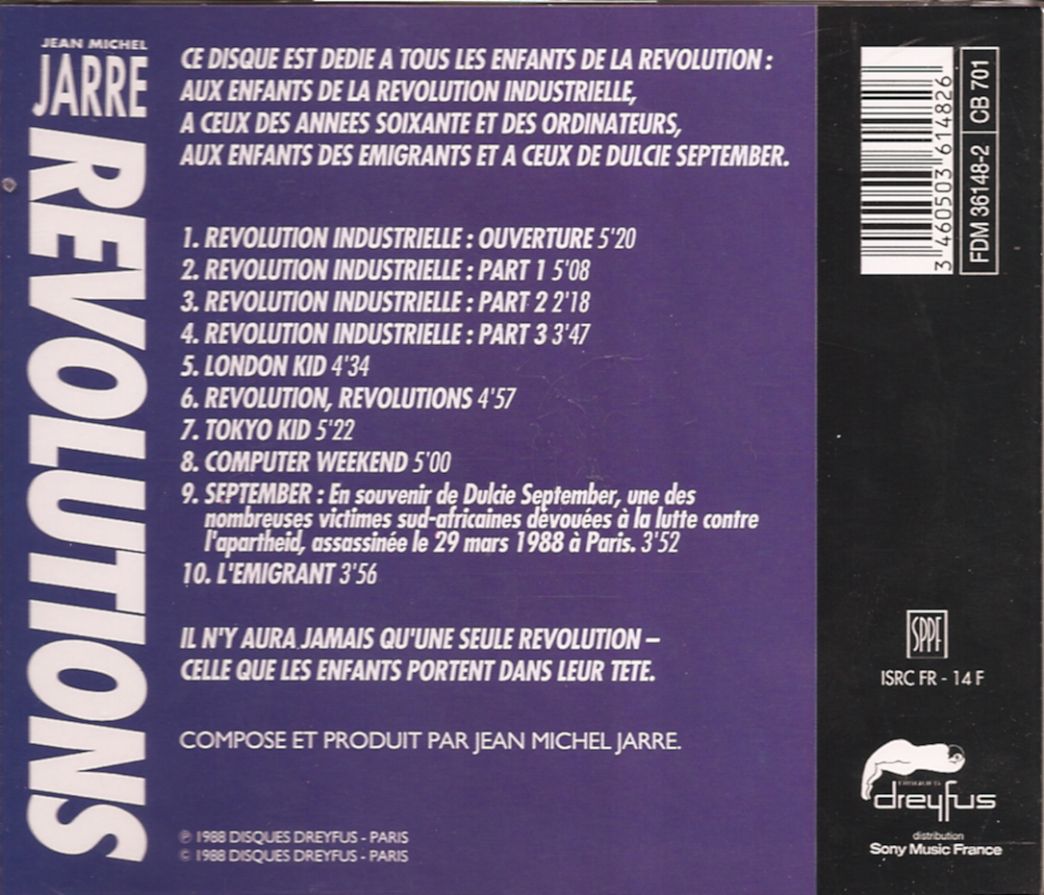 JEAN MICHEL
JARRE
REVOLUTIONS
CE DISQUE EST DEDIE A TOUS LES ENFANTS DE LA REVOLUTION :
AUX ENFANTS DE LA REVOLUTION INDUSTRIELLE,
A CEUX DES ANNEES SOIXANTE ET DES ORDINATEURS,
AUX ENFANTS DES EMIGRANTS ET A CEUX DE DULCIE SEPTEMBER.
1. REVOLUTION INDUSTRIELLE : OUVERTURE 5'20
2. REVOLUTION INDUSTRIELLE : PART 1 5'08
3. REVOLUTION INDUSTRIELLE : PART 2 2'18
4. REVOLUTION INDUSTRIELLE : PART 3 3'47
5. LONDON KID 4'34
6. REVOLUTION, REVOLUTIONS 4'57
7. TOKYO KID 5'22
8. COMPUTER WEEKEND 5'00
9. SEPTEMBER : En souvenir de Dulcie September, une des
nombreuses victimes sud-africaines dévouées à la lutte contre
l'apartheid, assassinée le 29 mars 1988 à Paris. 3'52
10. L'EMIGRANT 3'56
IL N'Y AURA JAMAIS QU'UNE SEULE REVOLUTION –
CELLE QUE LES ENFANTS PORTENT DANS LEUR TETE.
COMPOSE ET PRODUIT PAR JEAN MICHEL JARRE.
℗ 1988 DISQUES DREYFUS - PARIS
© 1988 DISQUES DREYFUS - PARIS
3 460503 614826
FDM 36148-2 CB 701
SPPF
ISRC FR - 14 F
dreyfus
distribution
Sony Music France